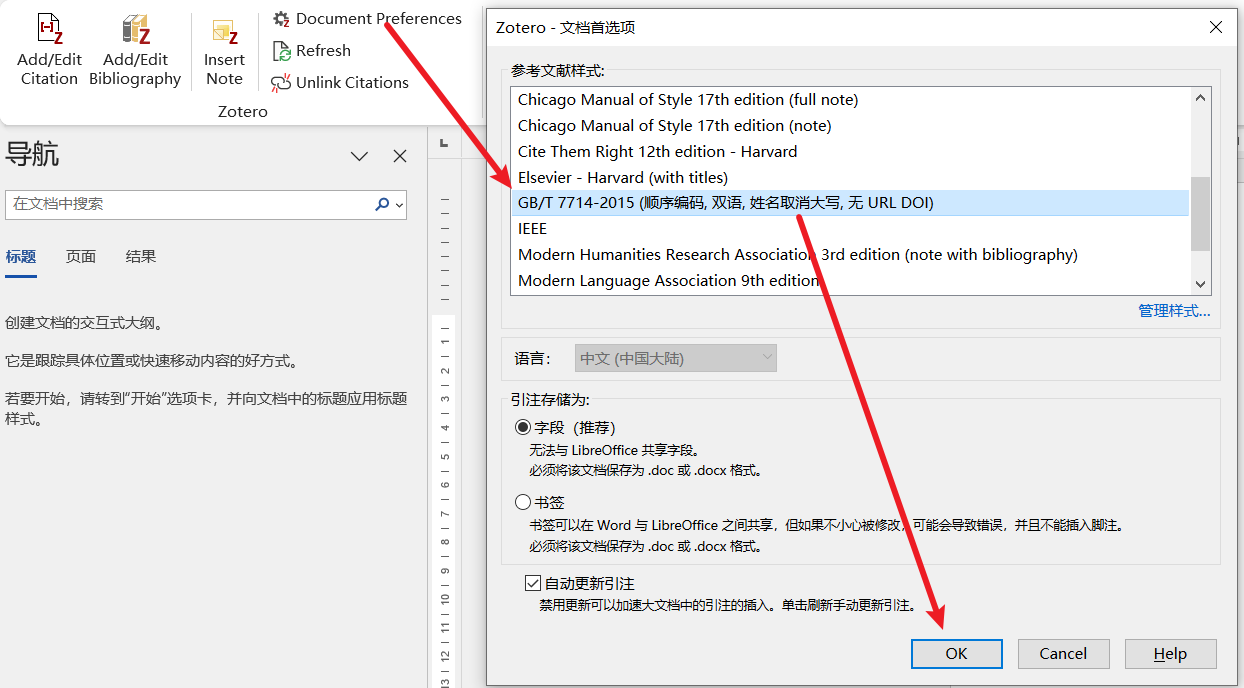 Add/Edit
Citation
Add/Edit
Bibliography
Insert
Note
Document Preferences
Refresh
Unlink Citations
Zotero
导航
在文档中搜索
标题 页面 结果
创建文档的交互式大纲。
它是跟踪具体位置或快速移动内容的好方式。
若要开始，请转到"开始"选项卡，并向文档中的标题应用标题
样式。
1
2
3
4
5
6
7
8
9
10
11
12
13
Zotero - 文档首选项
参考文献样式:
Chicago Manual of Style 17th edition (full note)
Chicago Manual of Style 17th edition (note)
Cite Them Right 12th edition - Harvard
Elsevier - Harvard (with titles)
GB/T 7714-2015 (顺序编码, 双语, 姓名取消大写, 无 URL DOI)
IEEE
Modern Humanities Research Association 3rd edition (note with bibliography)
Modern Language Association 9th edition
管理样式...
语言: 中文 (中国大陆)
引注存储为:
字段（推荐）
无法与 LibreOffice 共享字段。
必须将该文档保存为 .doc 或 .docx 格式。
书签
书签可以在 Word 与 LibreOffice 之间共享，但如果不小心被修改，可能会导致错误，并且不能插入脚注。
必须将该文档保存为 .doc 或 .docx 格式。
自动更新引注
禁用更新可以加速大文档中的引注的插入。单击刷新手动更新引注。
OK Cancel Help